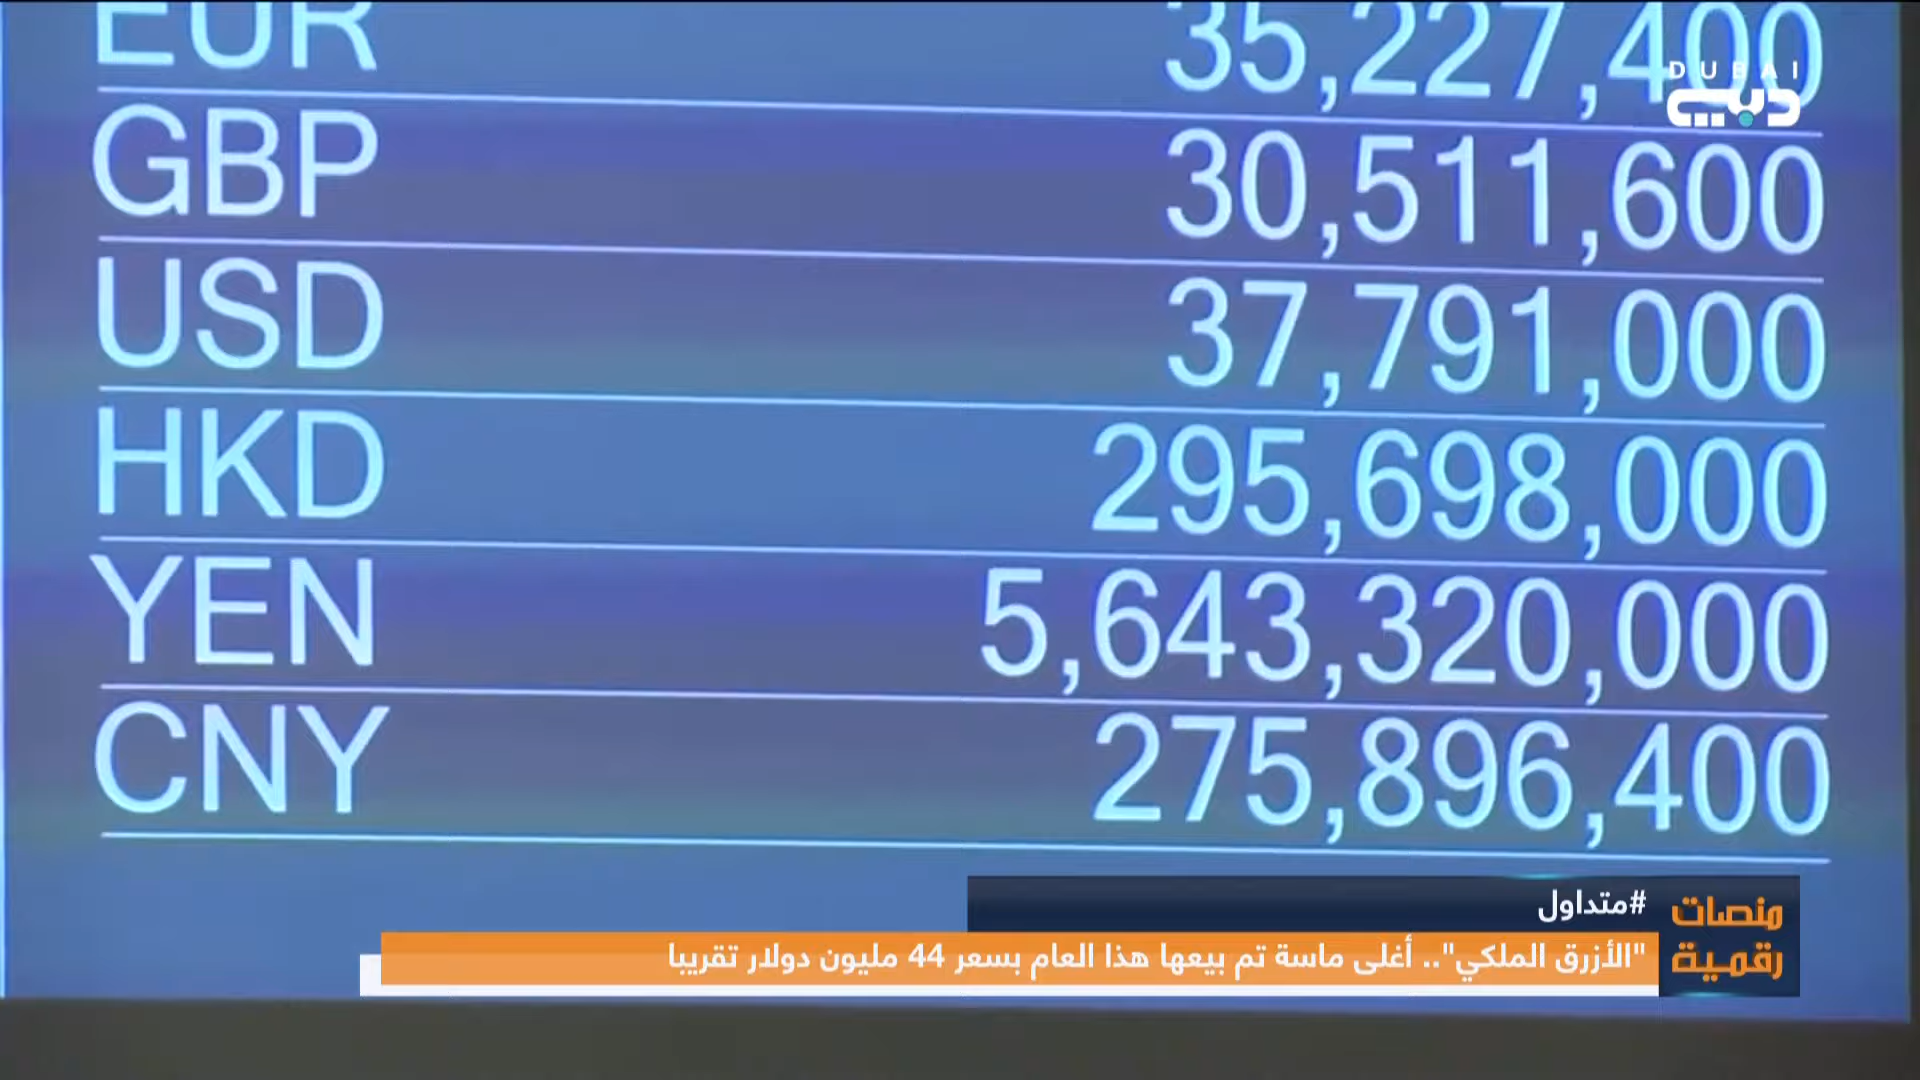 EUR 35,227,400
DUBAI
دبي
GBP 30,511,600
USD 37,791,000
HKD 295,698,000
YEN 5,643,320,000
CNY 275,896,400
#متداول
منصات
رقمية
"الأزرق الملكي".. أغلى ماسة تم بيعها هذا العام بسعر 44 مليون دولار تقريبا